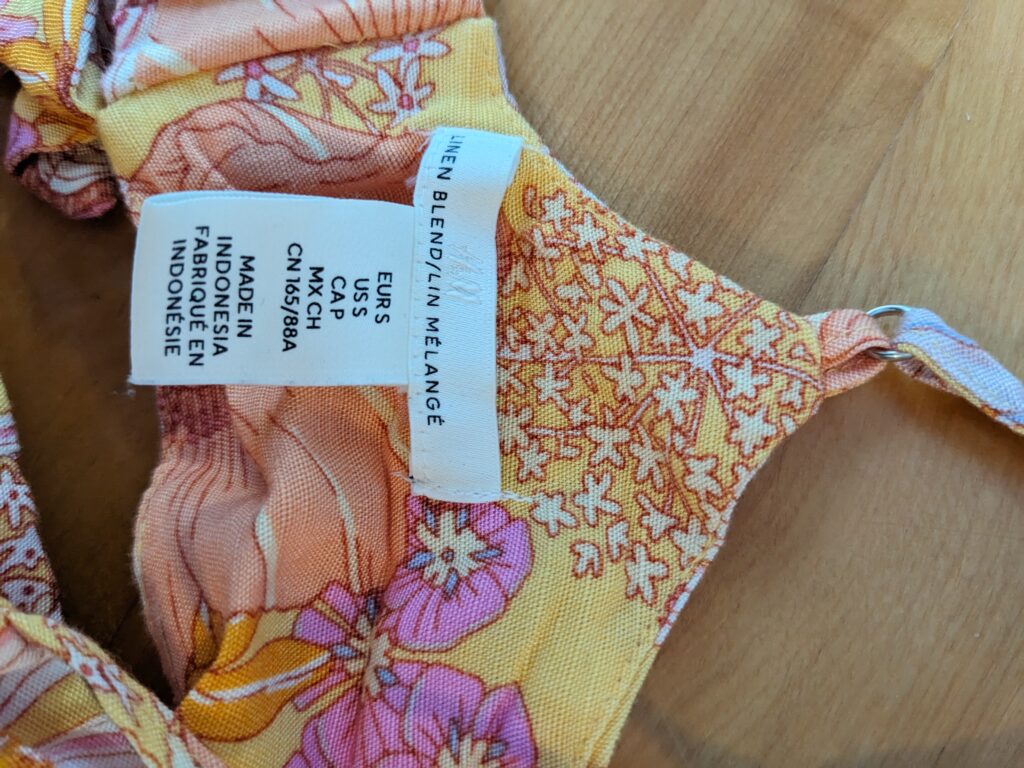 LINEN BLEND/LIN MÉLANGÉ
EUR S
US S
CA P
MX CH
CN 165/88A
MADE IN
INDONESIA
FABRIQUÉ EN
INDONÉSIE